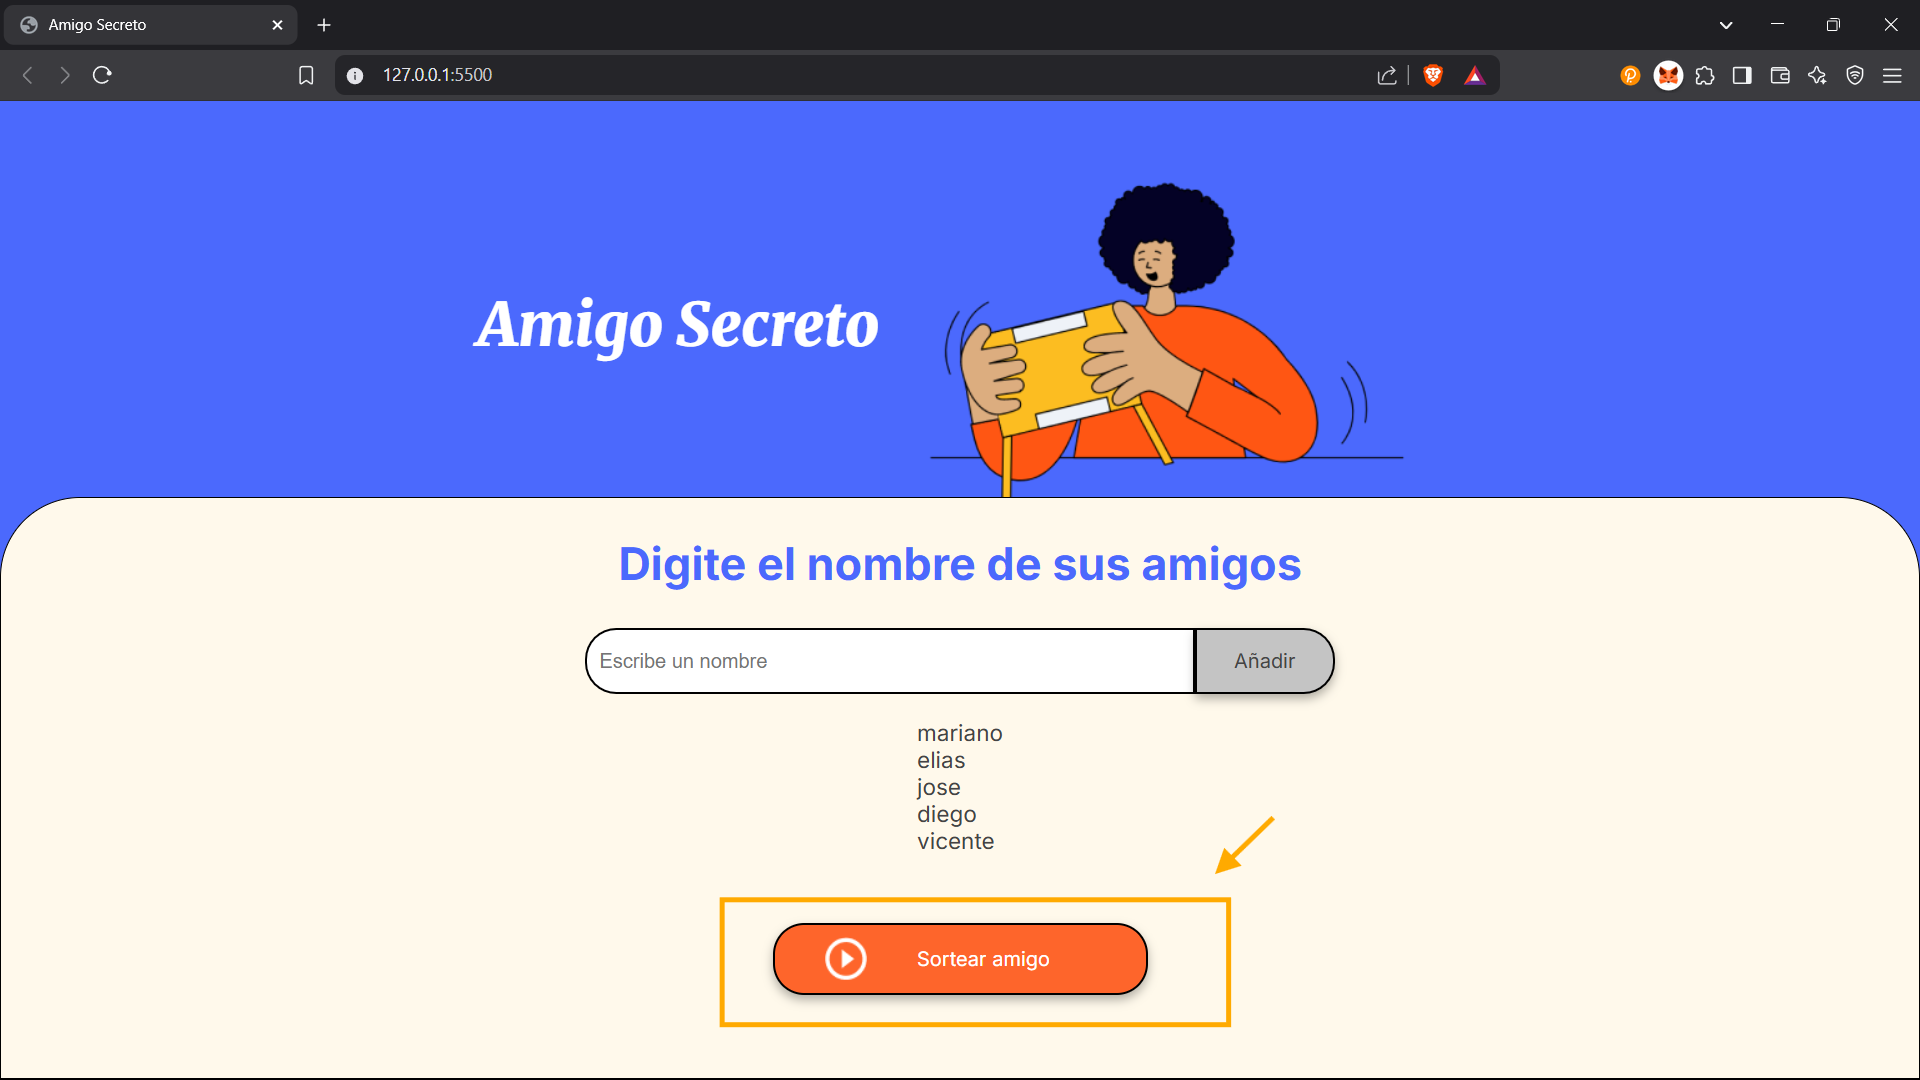 Amigo Secreto
127.0.0.1:5500
Amigo Secreto
Digite el nombre de sus amigos
Escribe un nombre
Añadir
mariano
elias
jose
diego
vicente
Sortear amigo